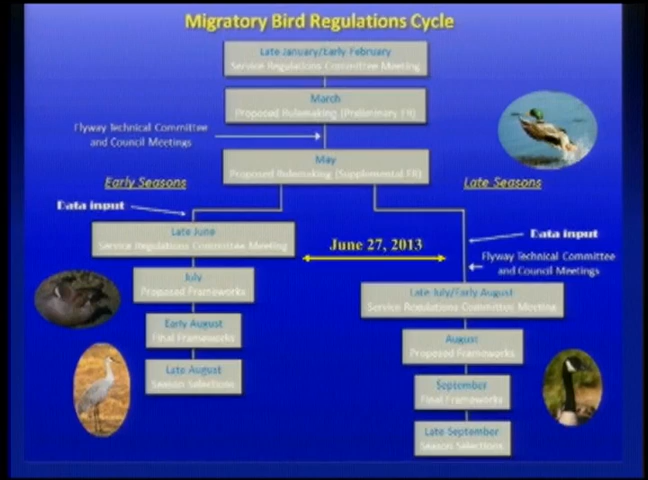 Migratory Bird Regulations Cycle
Late January/Early February
Service Regulations Committee Meeting
March
Proposed Rulemaking (Preliminary FR)
Flyway Technical Committee
and Council Meetings
May
Proposed Rulemaking (Supplemental FR)
Early Seasons
Late Seasons
Data input
Data input
Late June
Service Regulations Committee Meeting
June 27, 2013
Flyway Technical Committee
and Council Meetings
July
Proposed Frameworks
Late July/Early August
Service Regulations Committee Meeting
Early August
Final Frameworks
August
Proposed Frameworks
Late August
Season Selections
September
Final Frameworks
Late September
Season Selections